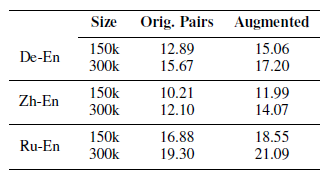 Size Orig. Pairs Augmented
De-En 150k 12.89 15.06
300k 15.67 17.20
Zh-En 150k 10.21 11.99
300k 12.10 14.07
Ru-En 150k 16.88 18.55
300k 19.30 21.09